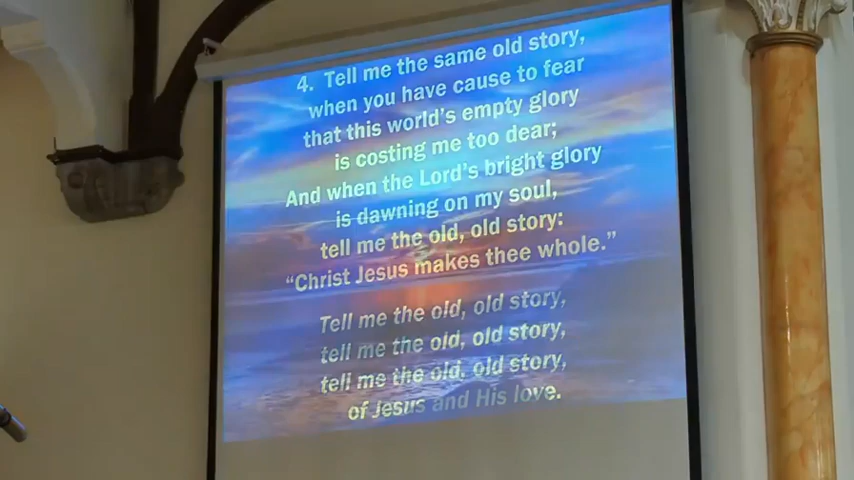 4. Tell me the same old story,
when you have cause to fear
that this world's empty glory
is costing me too dear;
And when the Lord's bright glory
is dawning on my soul,
tell me the old, old story:
“Christ Jesus makes thee whole.”
Tell me the old, old story,
tell me the old, old story,
tell me the old, old story,
of Jesus and His love.